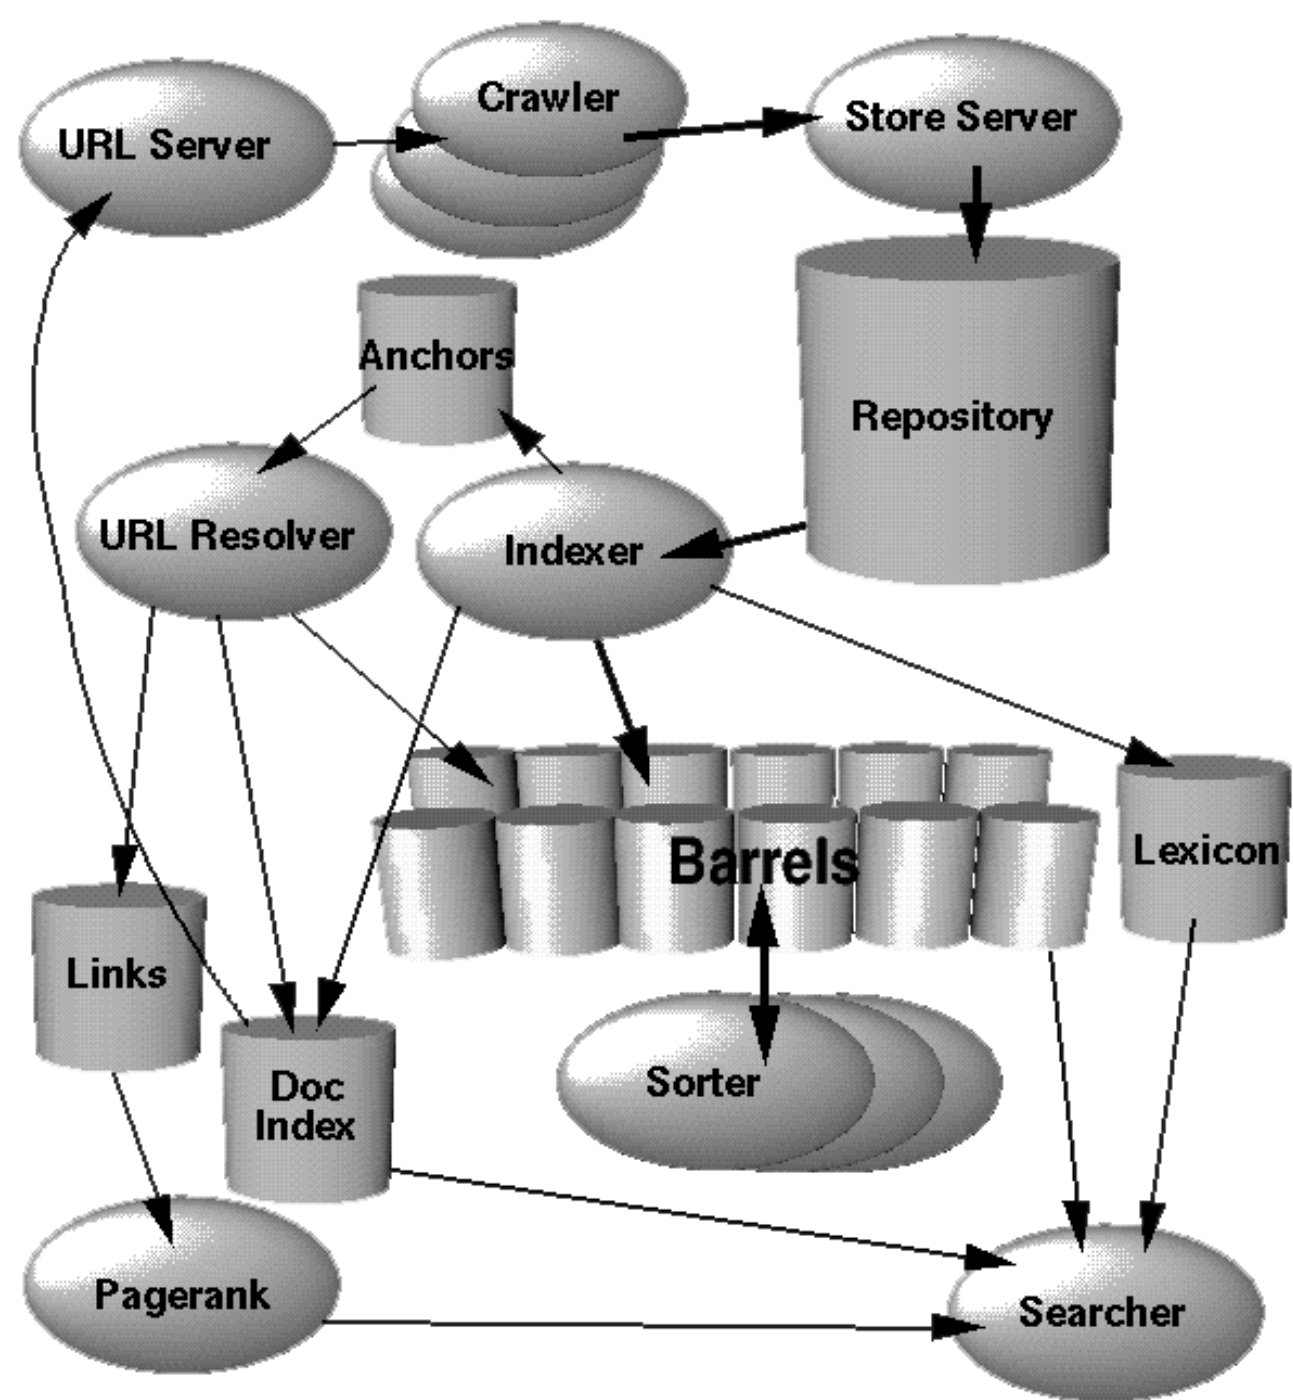 Crawler
Store Server
URL Server
Anchors
Repository
URL Resolver
Indexer
Barrels
Lexicon
Links
Doc
Index
Sorter
Pagerank
Searcher